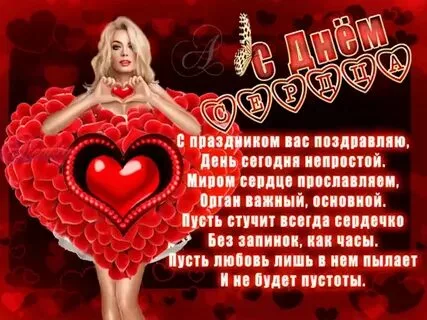 С Днём
СЕРЦЦА
С праздником вас поздравляю,
День сегодня непростой.
Миром сердце прославляем,
Орган важный, основной.
Пусть стучит всегда сердечко
Без запинок, как часы.
Пусть любовь лишь в нем пылает
И не будет пустоты.